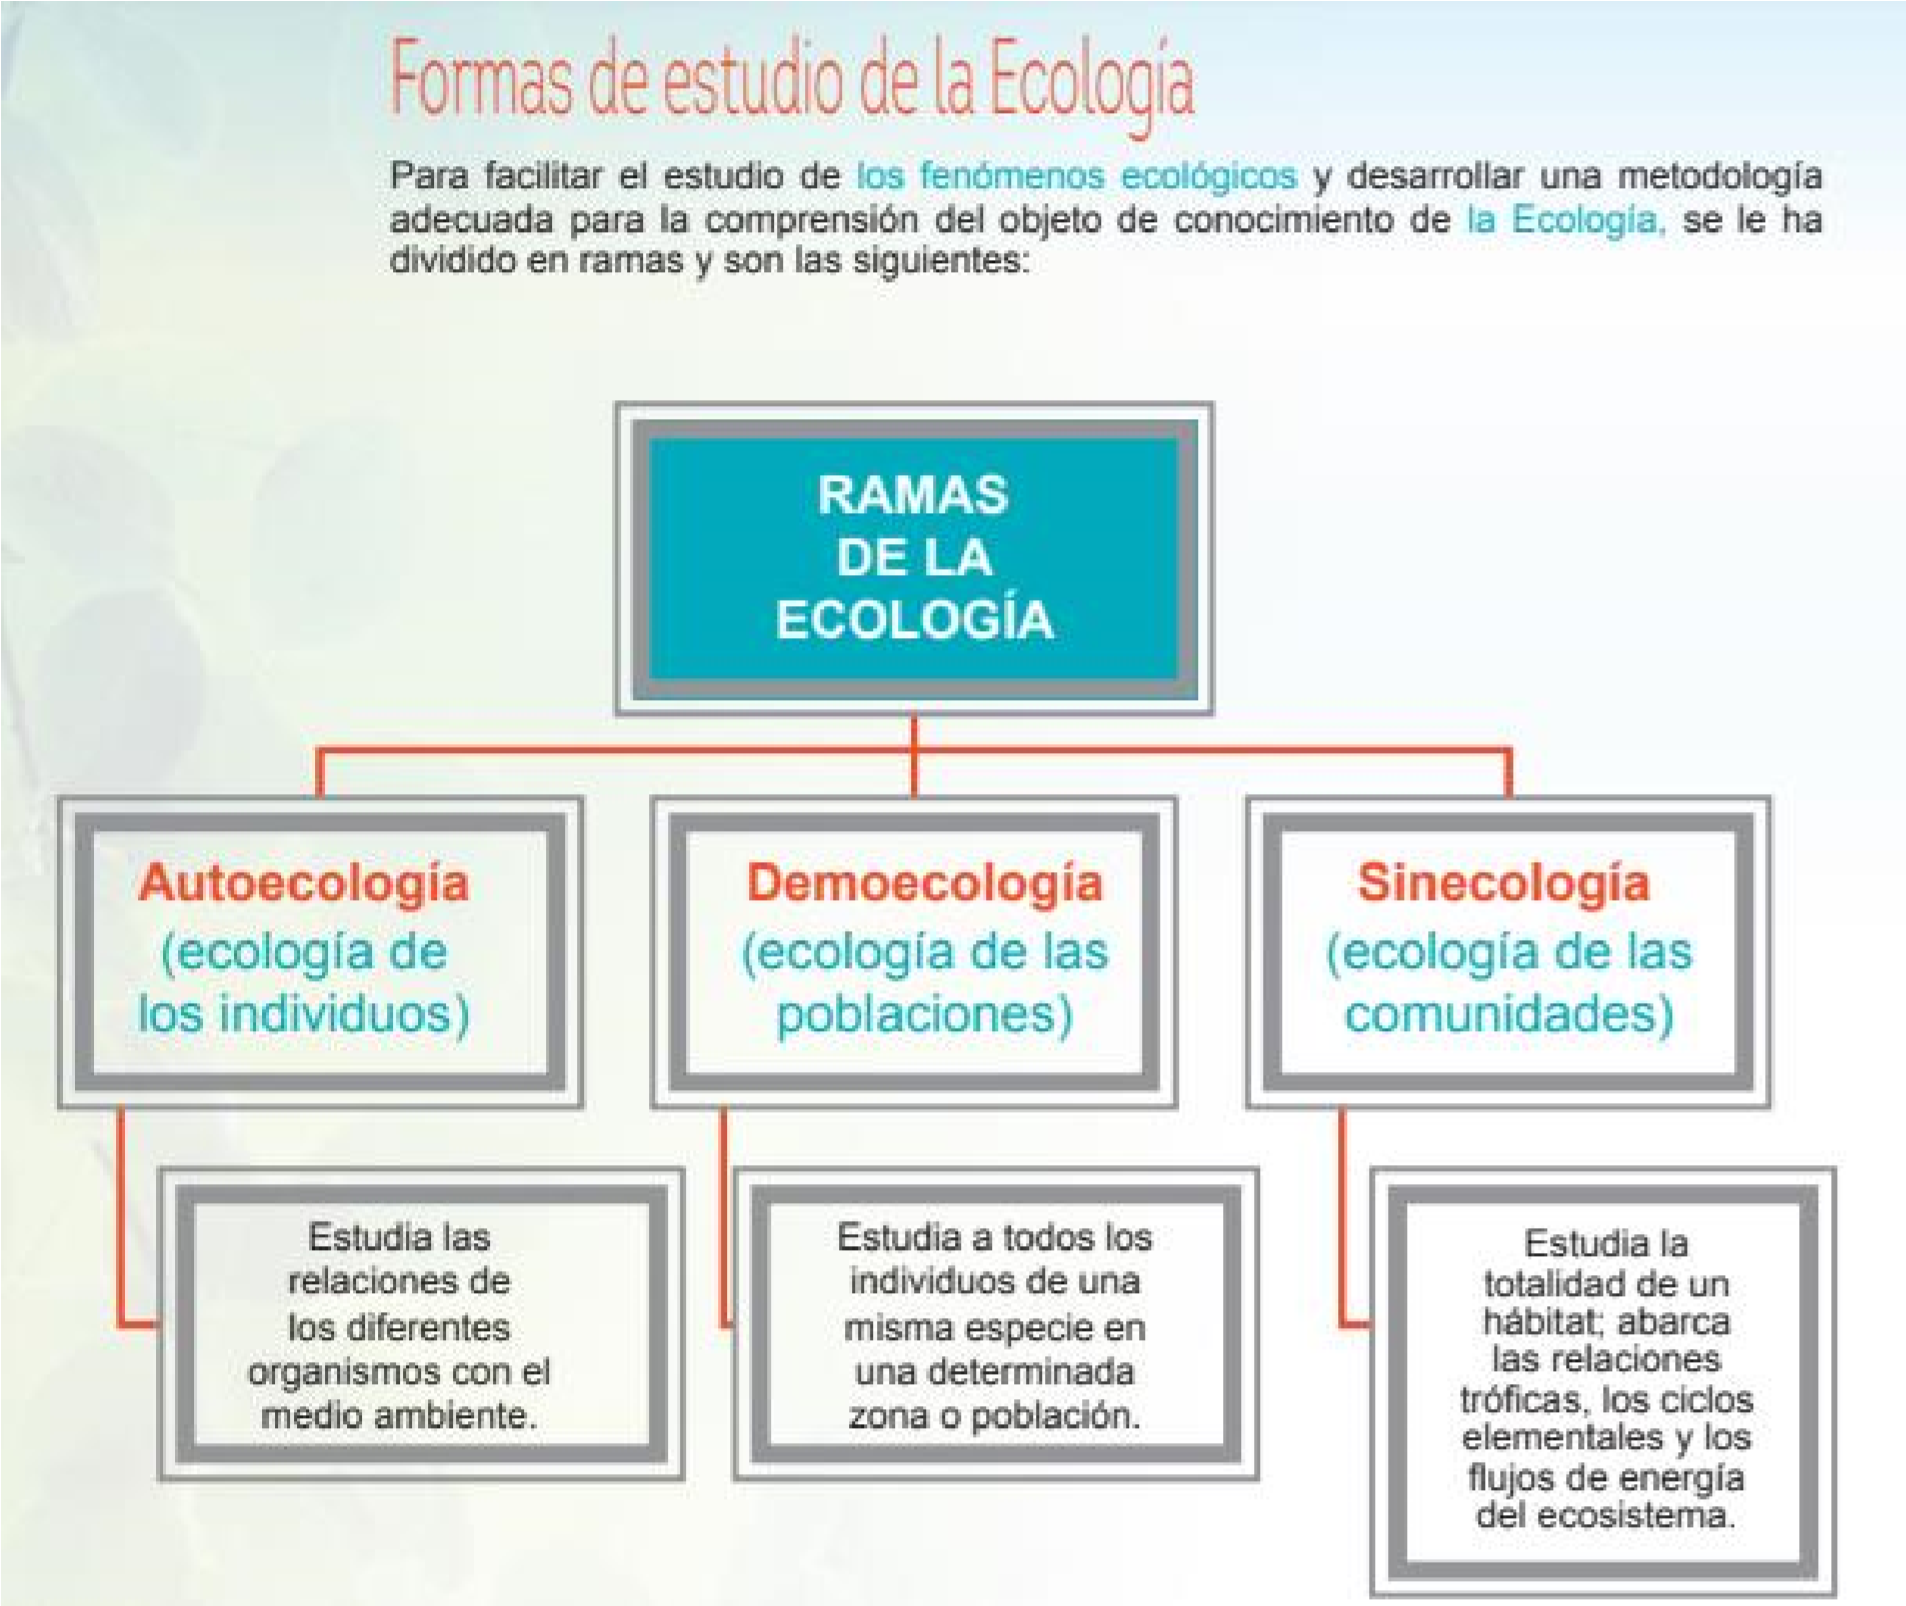 Formas de estudio de la Ecología
Para facilitar el estudio de los fenómenos ecológicos y desarrollar una metodología
adecuada para la comprensión del objeto de conocimiento de la Ecología, se le ha
dividido en ramas y son las siguientes:
RAMAS
DE LA
ECOLOGÍA
Autoecología
(ecología de
los individuos)
Demoecología
(ecología de las
poblaciones)
Sinecología
(ecología de las
comunidades)
Estudia las
relaciones de
los diferentes
organismos con el
medio ambiente.
Estudia a todos los
individuos de una
misma especie en
una determinada
zona o población.
Estudia la
totalidad de un
hábitat; abarca
las relaciones
tróficas, los ciclos
elementales y los
flujos de energía
del ecosistema.